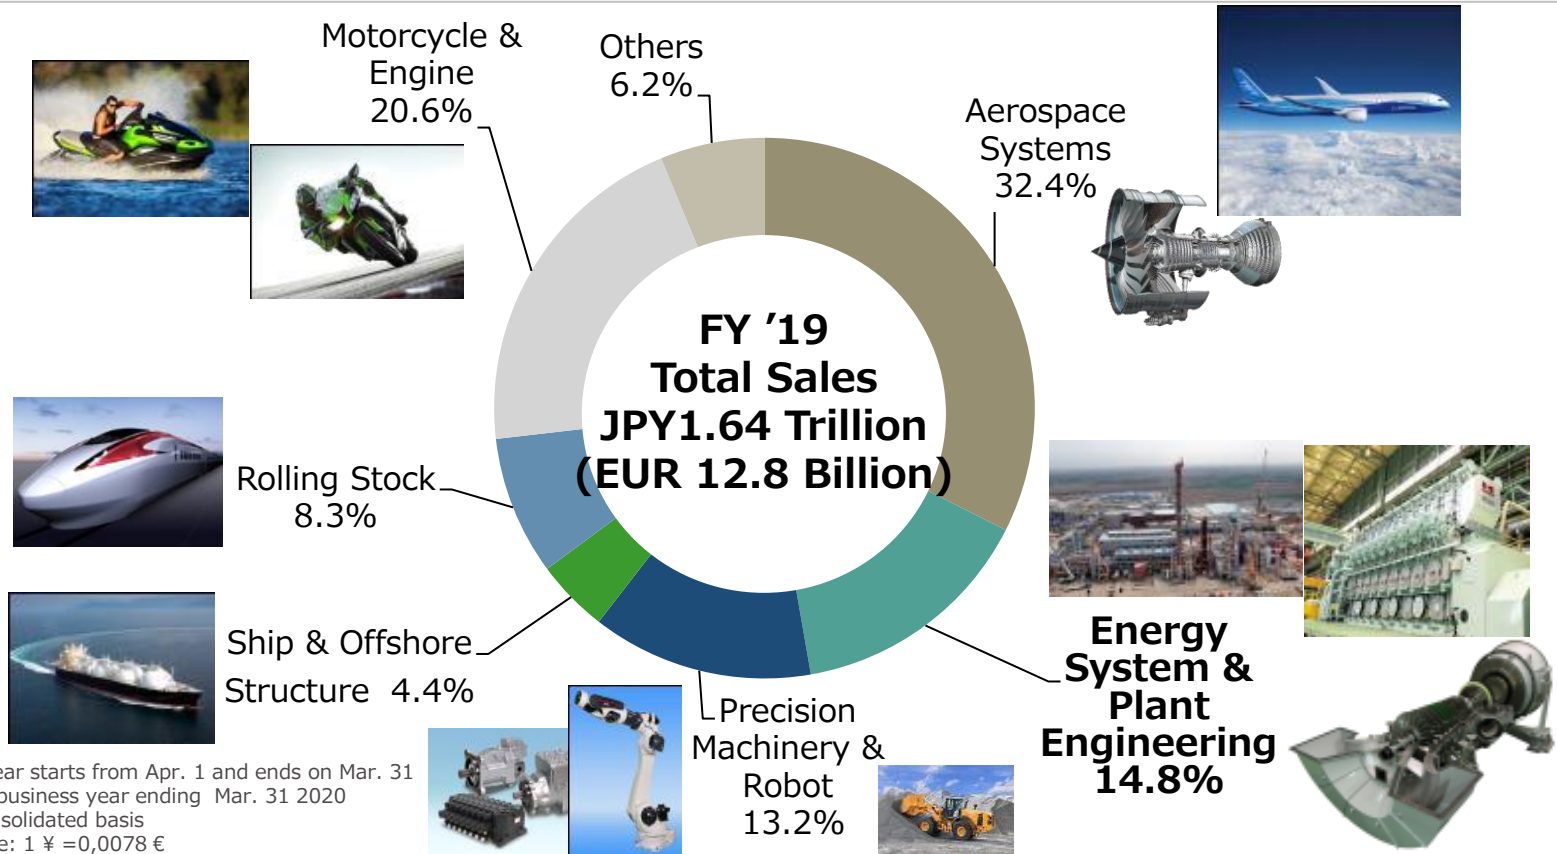 Motorcycle &
Engine
20.6%
Others
6.2%
Aerospace
Systems
32.4%
FY ’19
Total Sales
JPY1.64 Trillion
(EUR 12.8 Billion)
Rolling Stock
8.3%
Ship & Offshore
Structure 4.4%
Precision
Machinery &
Robot
13.2%
Energy
System &
Plant
Engineering
14.8%
starts from Apr. 1 and ends on Mar. 31
business year ending Mar. 31 2020
basis
1 ¥ =0,0078 €